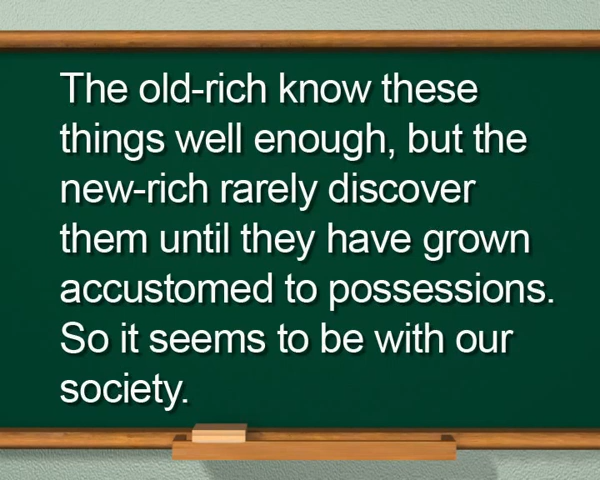 The old-rich know these
things well enough, but the
new-rich rarely discover
them until they have grown
accustomed to possessions.
So it seems to be with our
society.